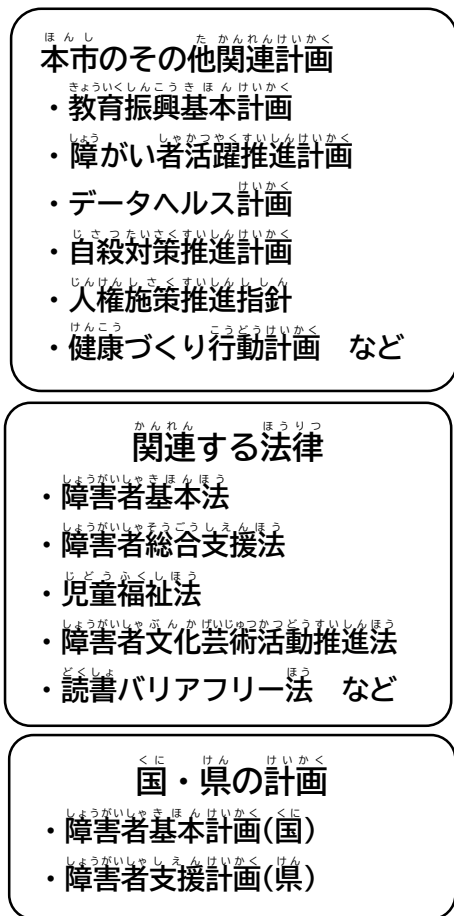 本市のその他関連計画
・教育振興基本計画
・障がい者活躍推進計画
・データヘルス計画
・自殺対策推進計画
・人権施策推進指針
・健康づくり行動計画　など
関連する法律
・障害者基本法
・障害者総合支援法
・児童福祉法
・障害者文化芸術活動推進法
・読書バリアフリー法　など
国・県の計画
・障害者基本計画(国)
・障害者支援計画(県)